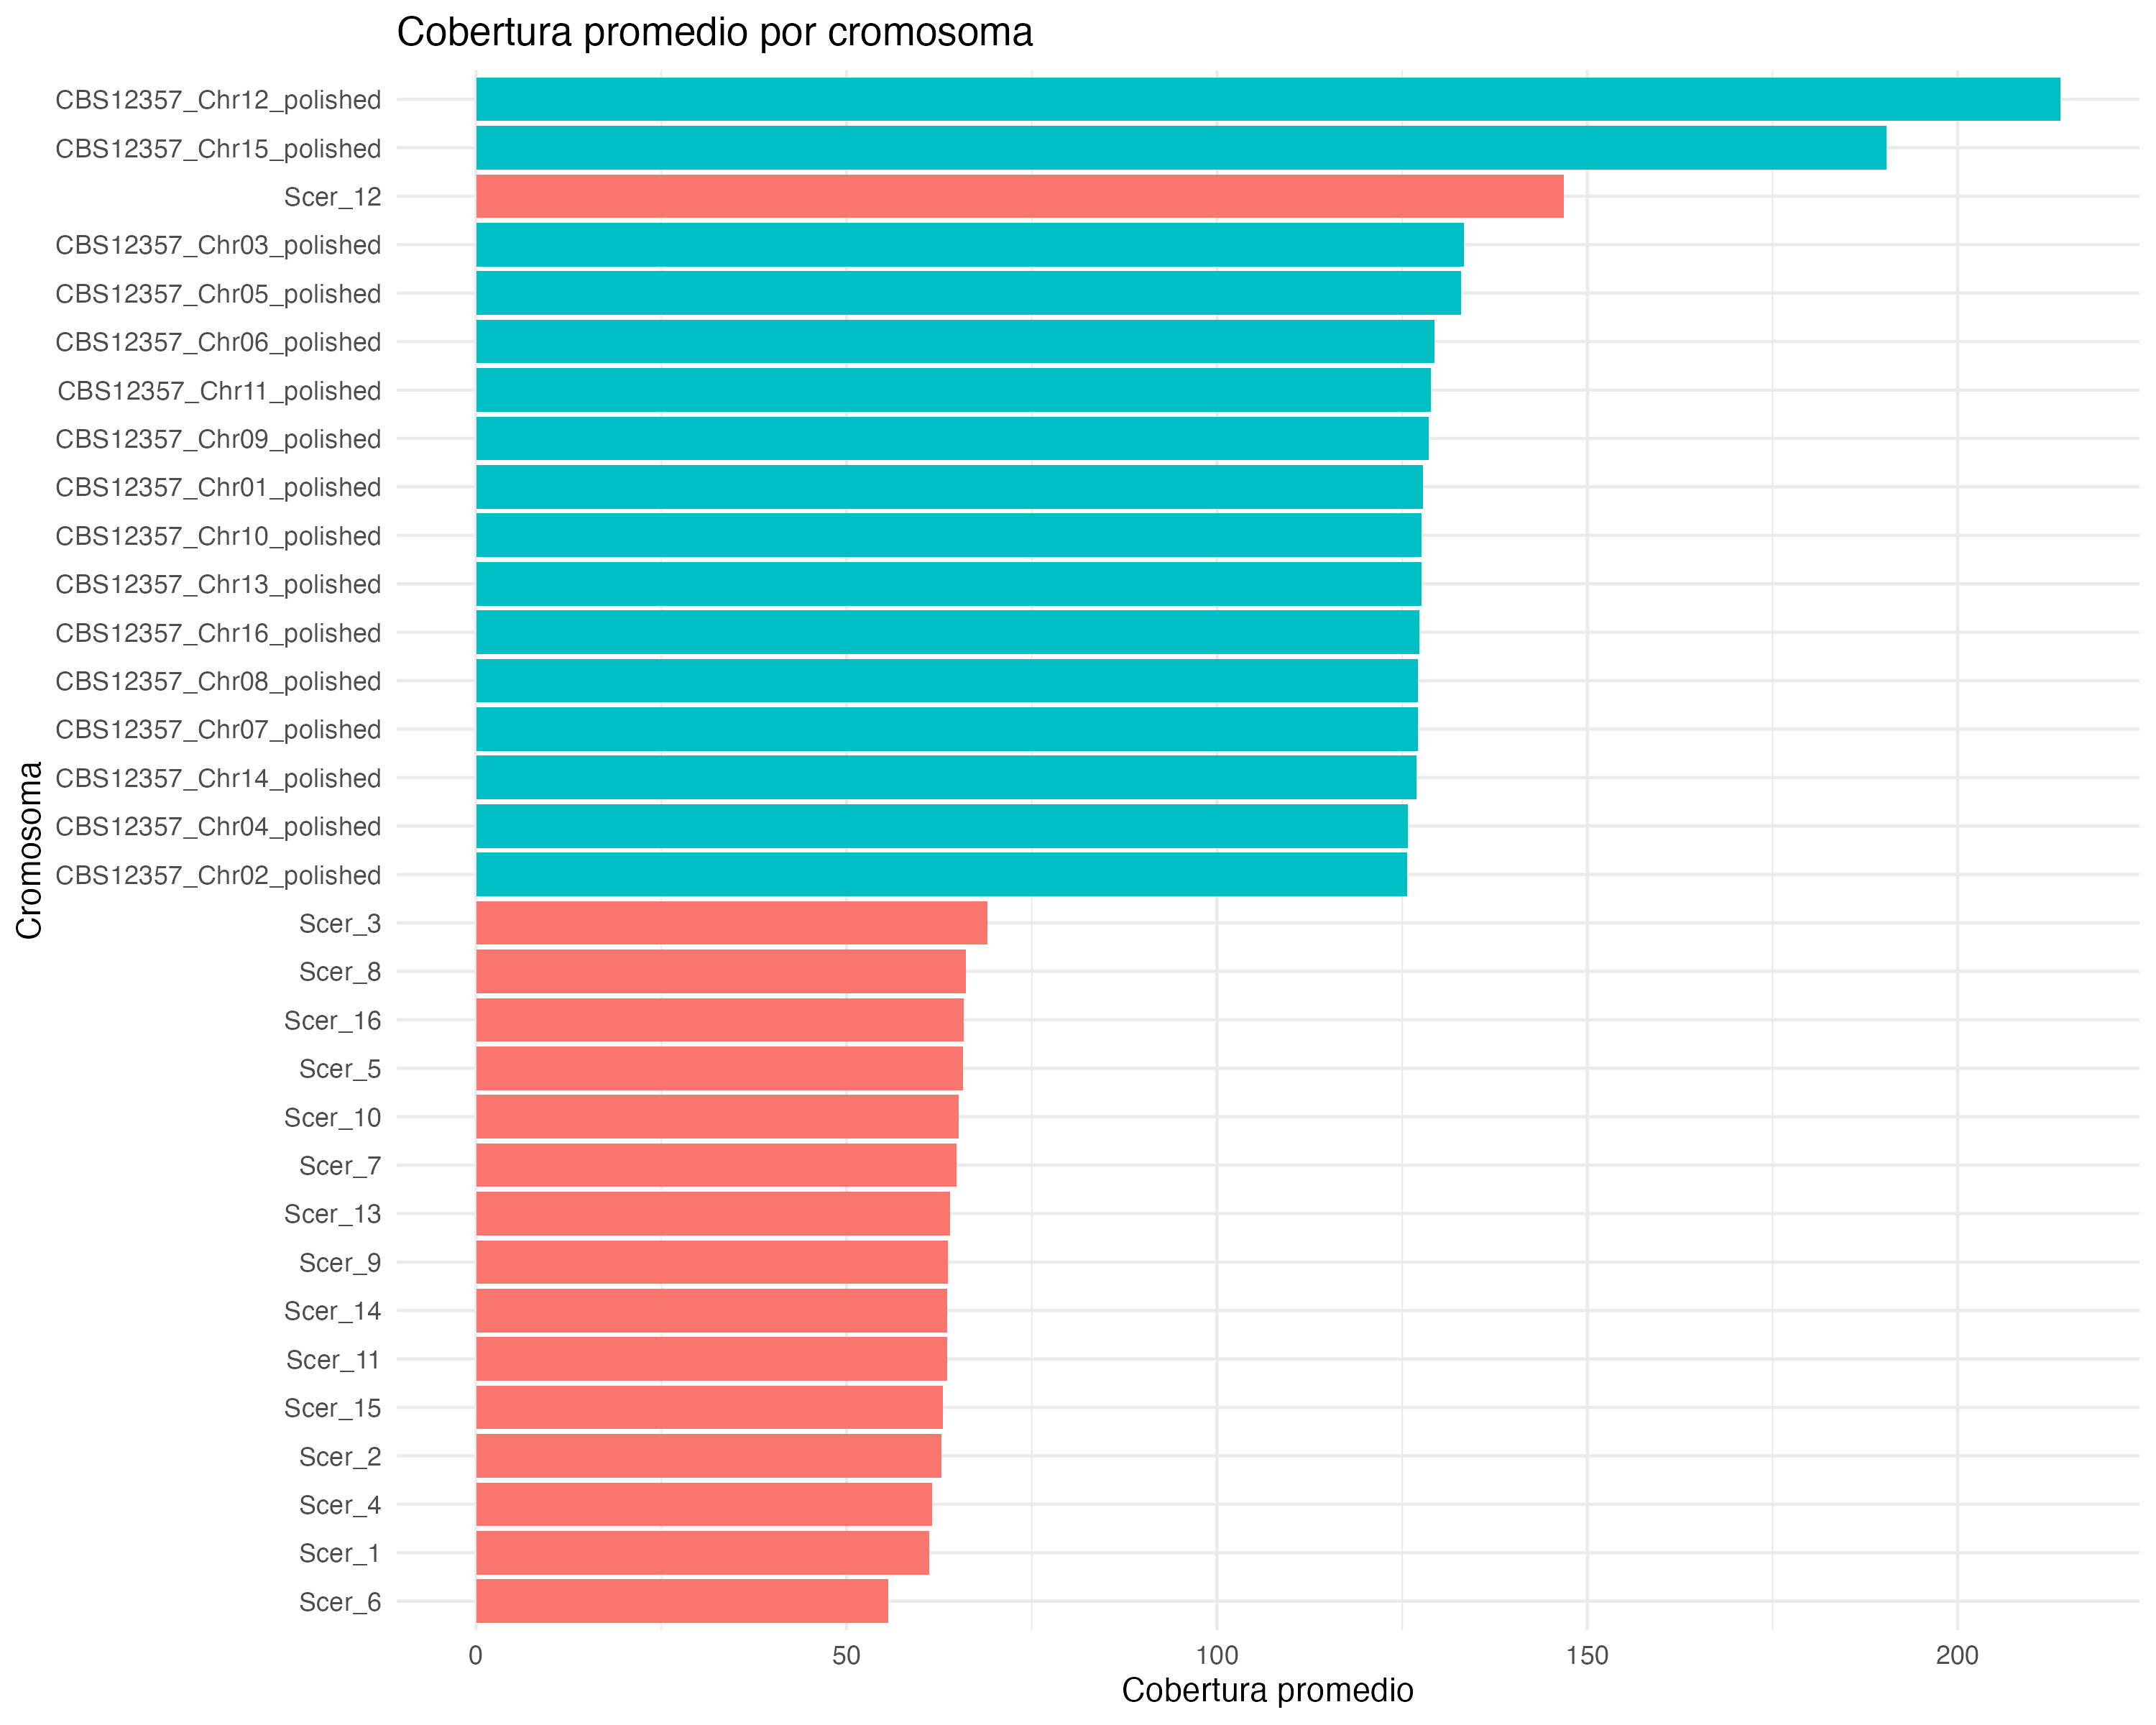 Cobertura promedio por cromosoma
CBS12357_Chr12_polished
CBS12357_Chr15_polished
Scer_12
CBS12357_Chr03_polished
CBS12357_Chr05_polished
CBS12357_Chr06_polished
CBS12357_Chr11_polished
CBS12357_Chr09_polished
CBS12357_Chr01_polished
CBS12357_Chr10_polished
CBS12357_Chr13_polished
CBS12357_Chr16_polished
CBS12357_Chr08_polished
CBS12357_Chr07_polished
CBS12357_Chr14_polished
CBS12357_Chr04_polished
CBS12357_Chr02_polished
Scer_3
Scer_8
Scer_16
Scer_5
Scer_10
Scer_7
Scer_13
Scer_9
Scer_14
Scer_11
Scer_15
Scer_2
Scer_4
Scer_1
Scer_6
Cromosoma
0 50 100 150 200
Cobertura promedio